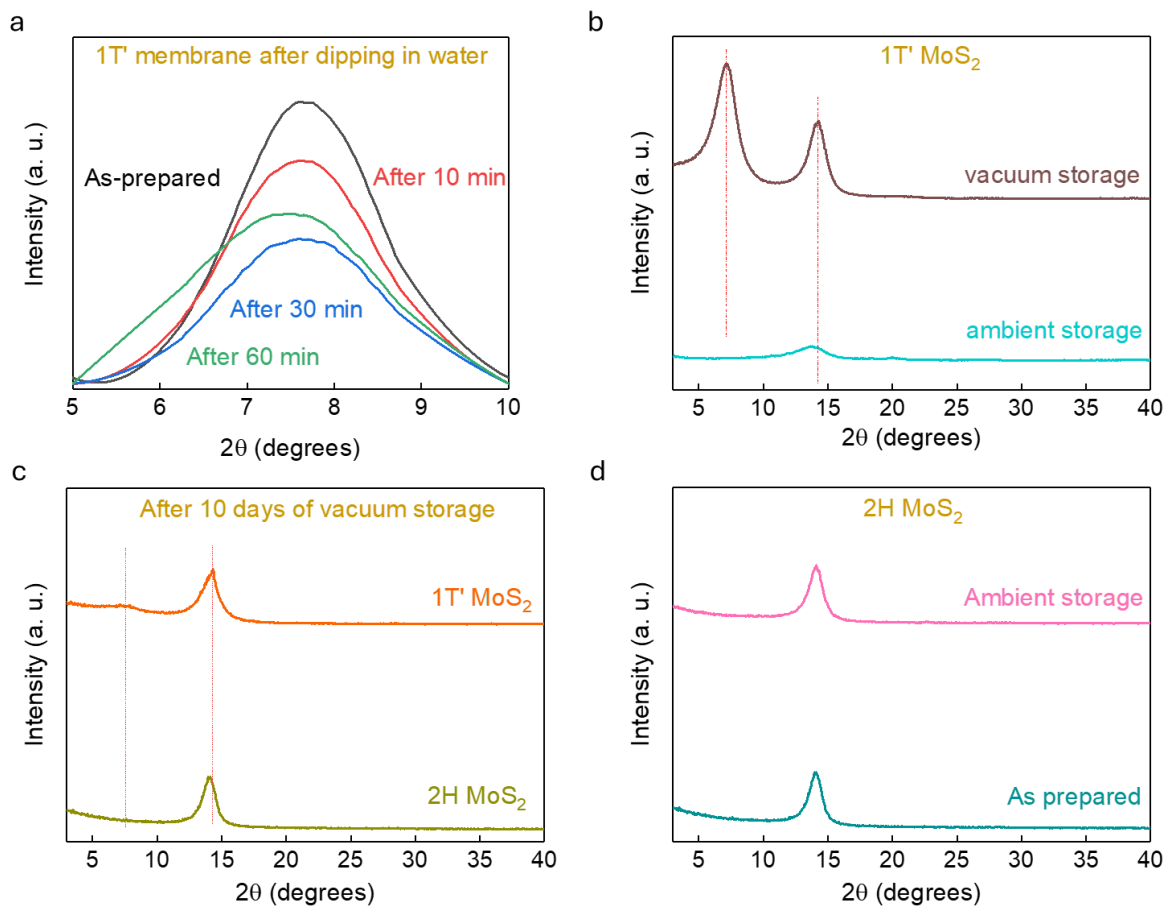 a
1T' membrane after dipping in water
As-prepared
After 10 min
After 30 min
After 60 min
Intensity (a. u.)
5 6 7 8 9 10
2θ (degrees)
b
1T' MoS₂
vacuum storage
ambient storage
Intensity (a. u.)
5 10 15 20 25 30 35 40
2θ (degrees)
c
After 10 days of vacuum storage
1T' MoS₂
2H MoS₂
Intensity (a. u.)
5 10 15 20 25 30 35 40
2θ (degrees)
d
2H MoS₂
Ambient storage
As prepared
Intensity (a. u.)
5 10 15 20 25 30 35 40
2θ (degrees)